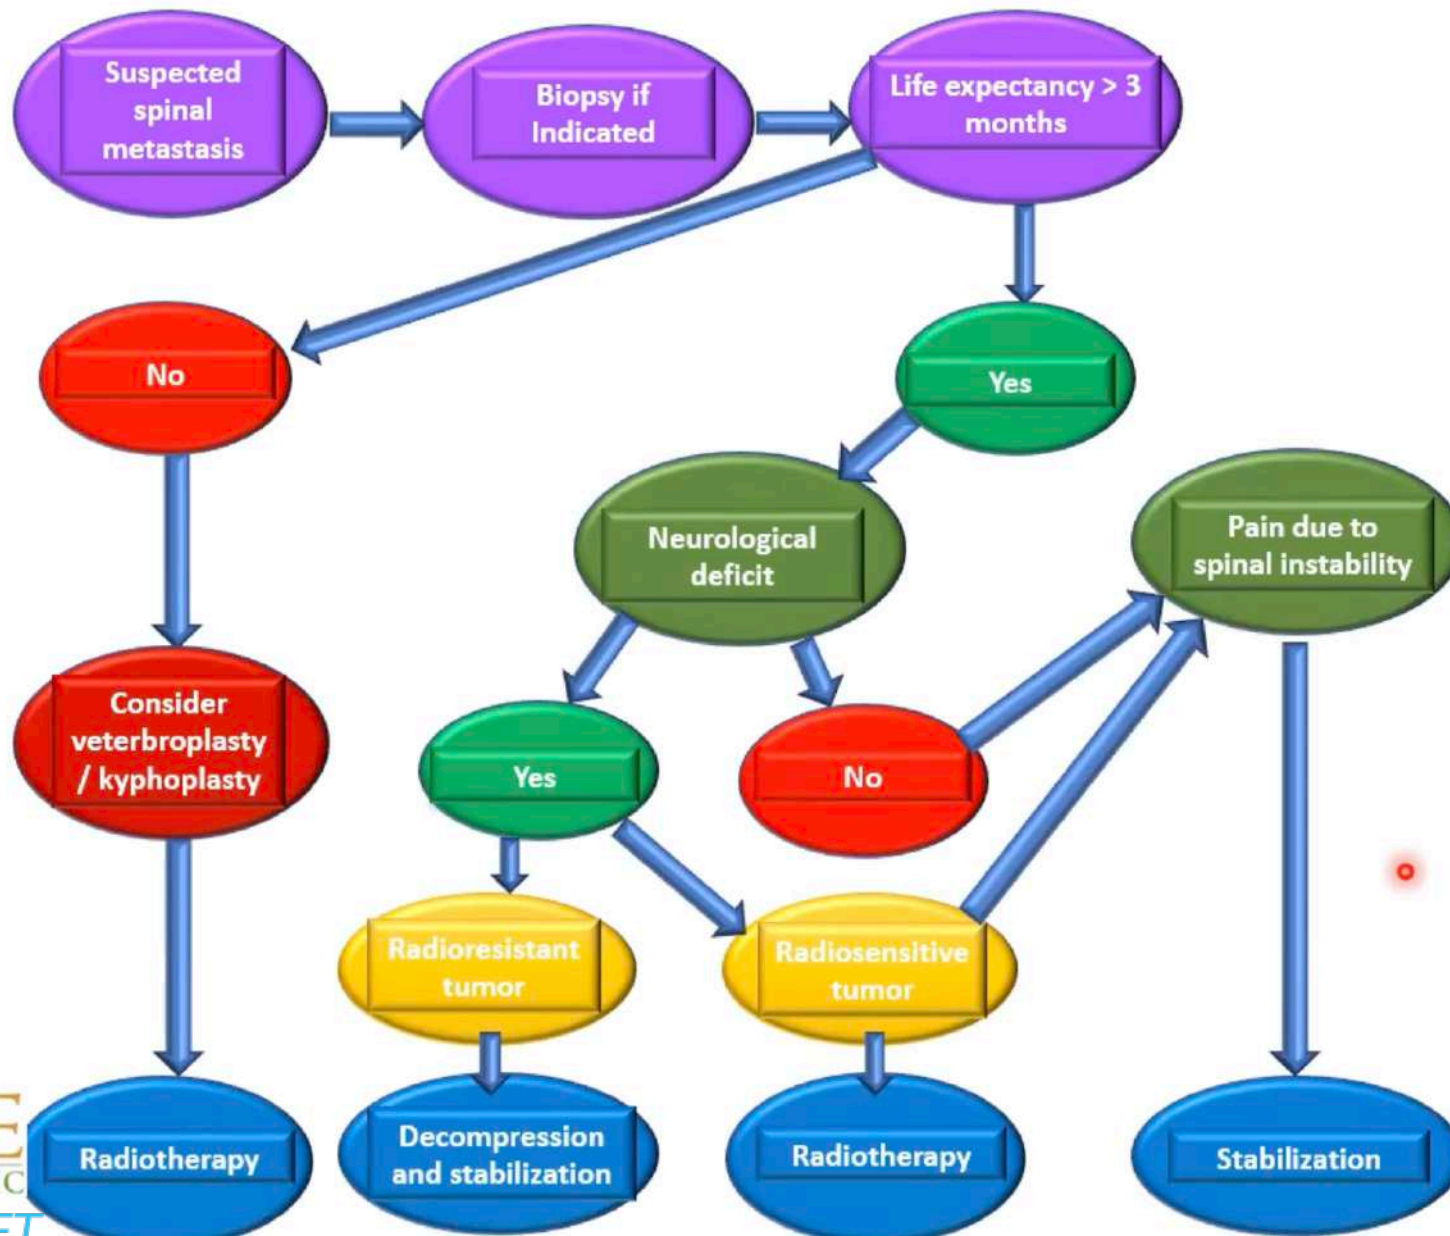 Suspected
spinal
metastasis
Biopsy if
Indicated
Life expectancy > 3
months
No
Yes
Neurological
deficit
Pain due to
spinal instability
Consider
veterbroplasty
/ kyphoplasty
Yes
No
Radioresistant
tumor
Radiosensitive
tumor
Radiotherapy
Decompression
and stabilization
Radiotherapy
Stabilization